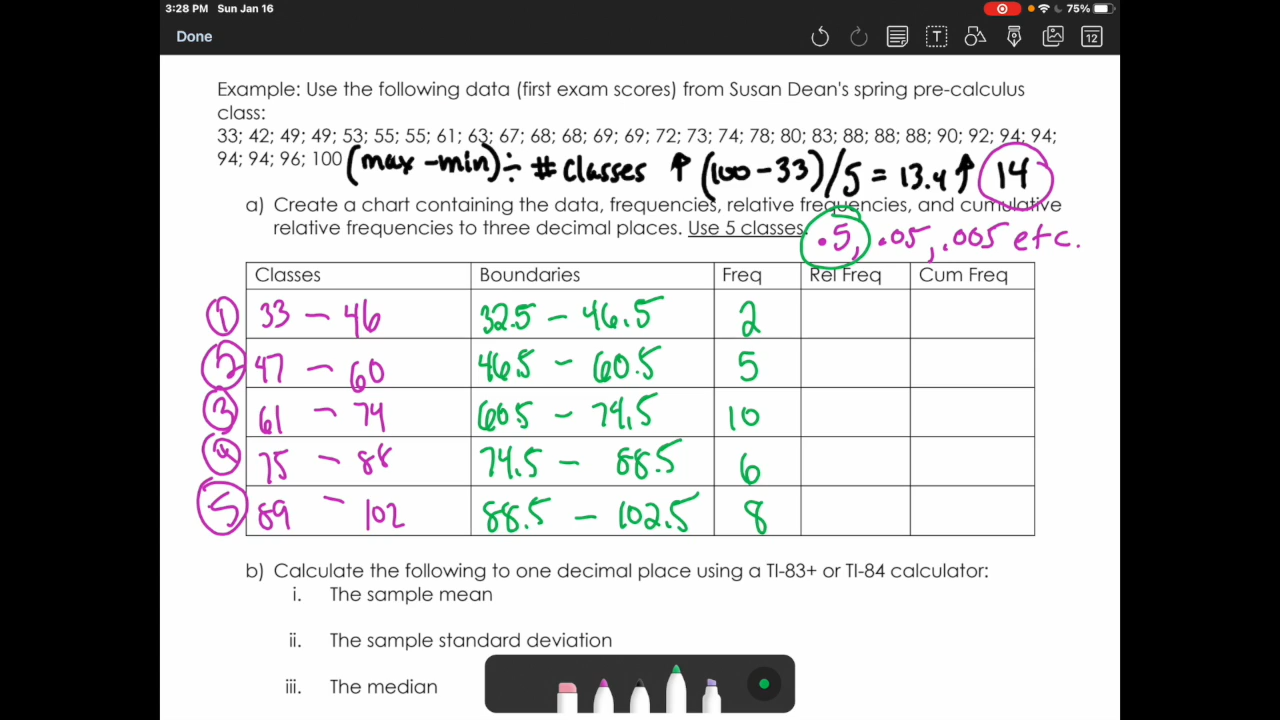 3:28 PM Sun Jan 16 75%
Done
T 12
Example: Use the following data (first exam scores) from Susan Dean's spring pre-calculus
class:
33; 42; 49; 49; 53; 55; 55; 61; 63; 67; 68; 68; 69; 69; 72; 73; 74; 78; 80; 83; 88; 88; 88; 90; 92; 94; 94;
94; 94; 96; 100 (max - min) ÷ # classes ↑ (100 - 33) / 5 = 13.4 ↑ 14
a) Create a chart containing the data, frequencies, relative frequencies, and cumulative
relative frequencies to three decimal places. Use 5 classes.
.5, .05, .005 etc.
Classes Boundaries Freq Rel Freq Cum Freq
① 33 - 46 32.5 - 46.5 2
② 47 - 60 46.5 - 60.5 5
③ 61 - 74 60.5 - 74.5 10
④ 75 - 88 74.5 - 88.5 6
⑤ 89 - 102 88.5 - 102.5 8
b) Calculate the following to one decimal place using a TI-83+ or TI-84 calculator:
i. The sample mean
ii. The sample standard deviation
iii. The median